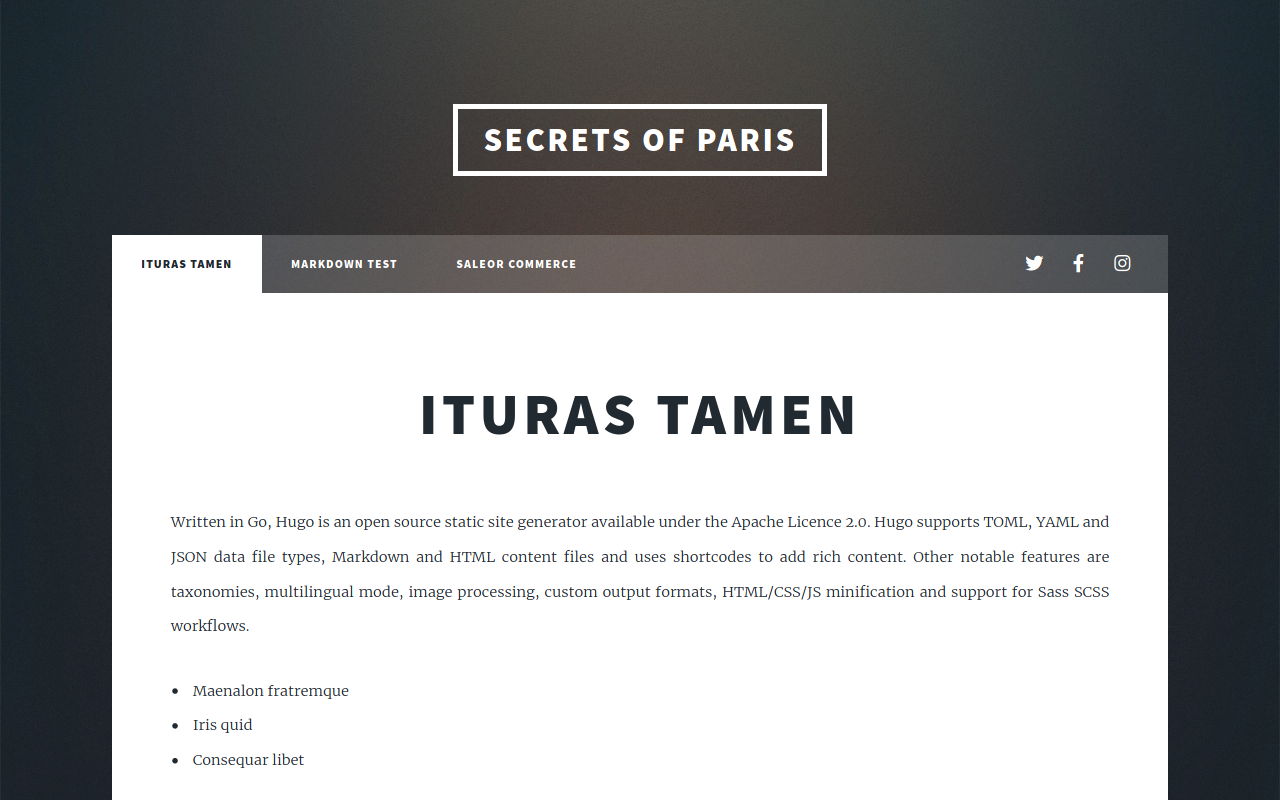 SECRETS OF PARIS
ITURAS TAMEN
MARKDOWN TEST
SALEOR COMMERCE
ITURAS TAMEN
Written in Go, Hugo is an open source static site generator available under the Apache Licence 2.0. Hugo supports TOML, YAML and
JSON data file types, Markdown and HTML content files and uses shortcodes to add rich content. Other notable features are
taxonomies, multilingual mode, image processing, custom output formats, HTML/CSS/JS minification and support for Sass SCSS
workflows.
• Maenalon fratremque
• Iris quid
• Consequar libet